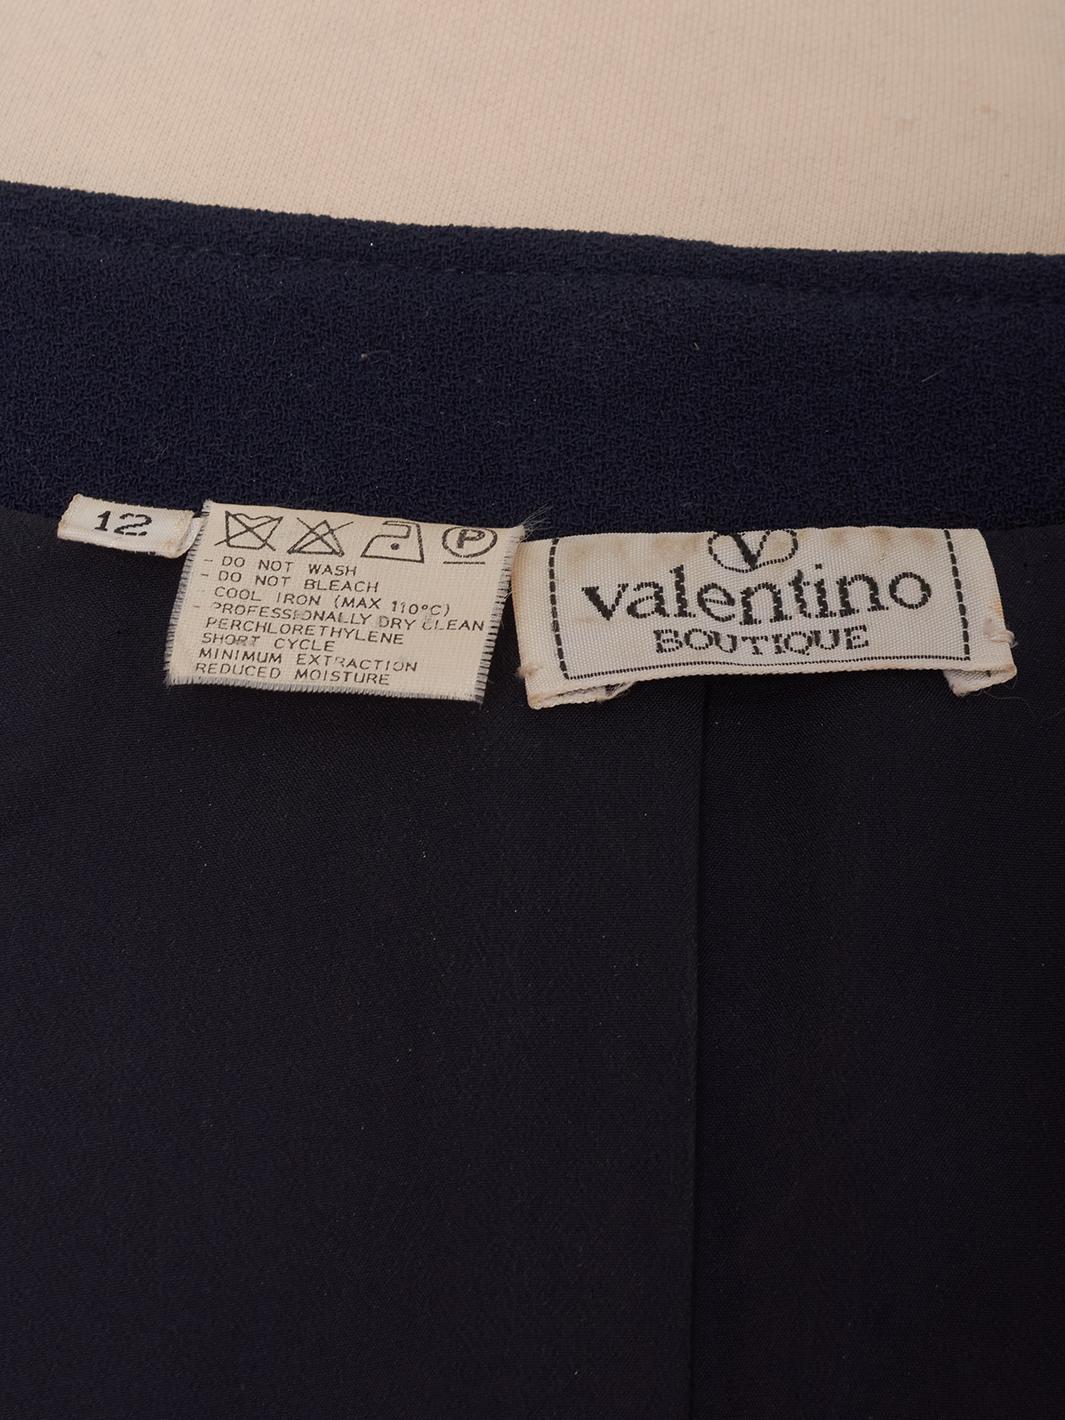 12
P
- DO NOT WASH
- DO NOT BLEACH
- COOL IRON (MAX 110°C)
- PROFESSIONALLY DRY CLEAN
PERCHLORETHYLENE
SHORT CYCLE
MINIMUM EXTRACTION
REDUCED MOISTURE
V
valentino
BOUTIQUE